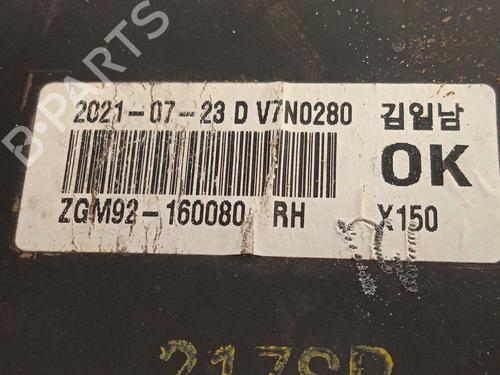 B-PARTS
2021-07-23 D V7N0280 김일남
OK
ZGM92-160080 RH X150